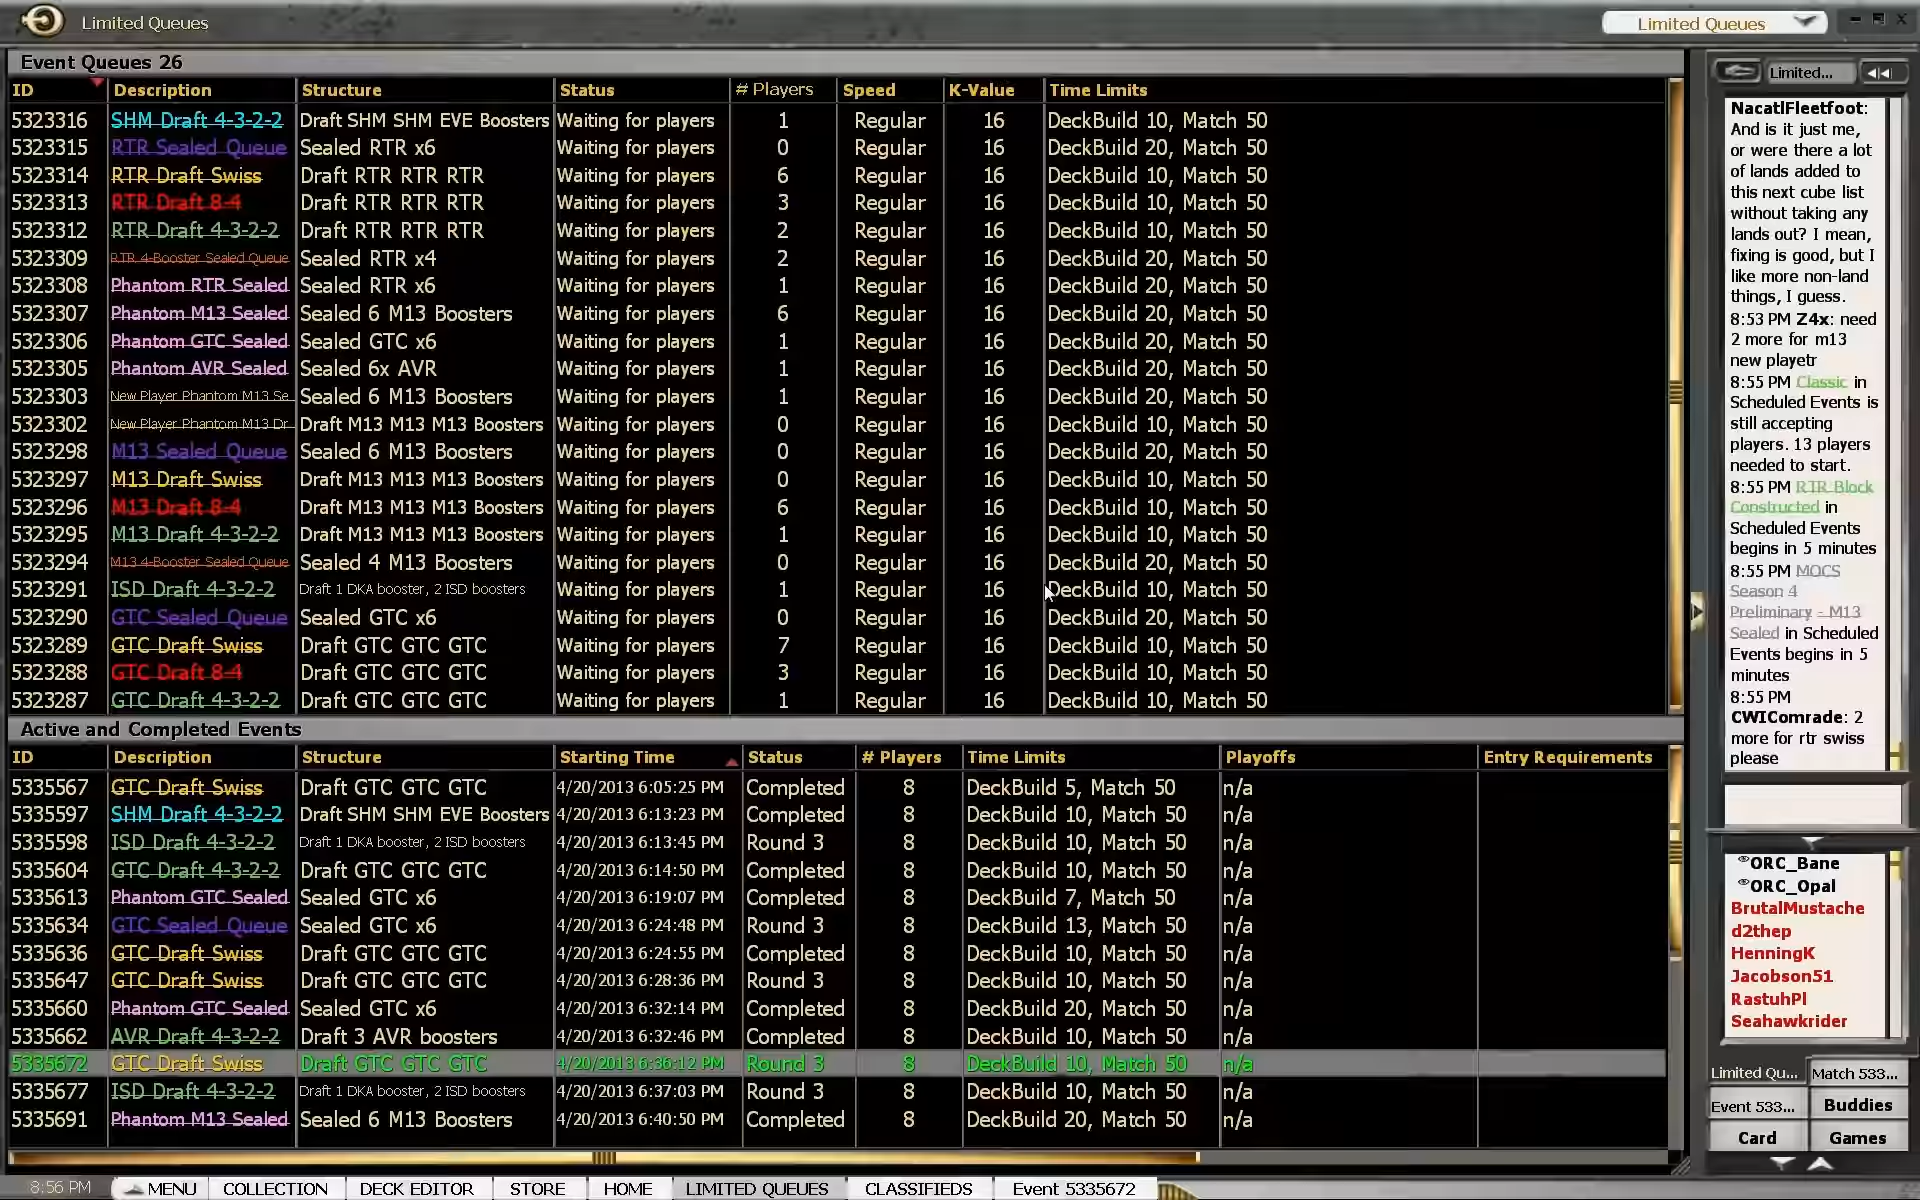 Limited Queues
Limited Queues
Event Queues 26
ID Description Structure Status # Players Speed K-Value Time Limits
5323316 SHM Draft 4-3-2-2 Draft SHM SHM EVE Boosters Waiting for players 1 Regular 16 DeckBuild 10, Match 50
5323315 RTR Sealed Queue Sealed RTR x6 Waiting for players 0 Regular 16 DeckBuild 20, Match 50
5323314 RTR Draft Swiss Draft RTR RTR RTR Waiting for players 6 Regular 16 DeckBuild 10, Match 50
5323313 RTR Draft 8-4 Draft RTR RTR RTR Waiting for players 3 Regular 16 DeckBuild 10, Match 50
5323312 RTR Draft 4-3-2-2 Draft RTR RTR RTR Waiting for players 2 Regular 16 DeckBuild 10, Match 50
5323309 RTR 4-Booster Sealed Queue Sealed RTR x4 Waiting for players 2 Regular 16 DeckBuild 20, Match 50
5323308 Phantom RTR Sealed Sealed RTR x6 Waiting for players 1 Regular 16 DeckBuild 20, Match 50
5323307 Phantom M13 Sealed Sealed 6 M13 Boosters Waiting for players 6 Regular 16 DeckBuild 20, Match 50
5323306 Phantom GTC Sealed Sealed GTC x6 Waiting for players 1 Regular 16 DeckBuild 20, Match 50
5323305 Phantom AVR Sealed Sealed 6x AVR Waiting for players 1 Regular 16 DeckBuild 20, Match 50
5323303 New Player Phantom M13 Se Sealed 6 M13 Boosters Waiting for players 1 Regular 16 DeckBuild 20, Match 50
5323302 New Player Phantom M13 Dr Draft M13 M13 M13 Boosters Waiting for players 0 Regular 16 DeckBuild 10, Match 50
5323298 M13 Sealed Queue Sealed 6 M13 Boosters Waiting for players 0 Regular 16 DeckBuild 20, Match 50
5323297 M13 Draft Swiss Draft M13 M13 M13 Boosters Waiting for players 0 Regular 16 DeckBuild 10, Match 50
5323296 M13 Draft 8-4 Draft M13 M13 M13 Boosters Waiting for players 6 Regular 16 DeckBuild 10, Match 50
5323295 M13 Draft 4-3-2-2 Draft M13 M13 M13 Boosters Waiting for players 1 Regular 16 DeckBuild 10, Match 50
5323294 M13 4-Booster Sealed Queue Sealed 4 M13 Boosters Waiting for players 0 Regular 16 DeckBuild 20, Match 50
5323291 ISD Draft 4-3-2-2 Draft 1 DKA booster, 2 ISD boosters Waiting for players 1 Regular 16 DeckBuild 10, Match 50
5323290 GTC Sealed Queue Sealed GTC x6 Waiting for players 0 Regular 16 DeckBuild 20, Match 50
5323289 GTC Draft Swiss Draft GTC GTC GTC Waiting for players 7 Regular 16 DeckBuild 10, Match 50
5323288 GTC Draft 8-4 Draft GTC GTC GTC Waiting for players 3 Regular 16 DeckBuild 10, Match 50
5323287 GTC Draft 4-3-2-2 Draft GTC GTC GTC Waiting for players 1 Regular 16 DeckBuild 10, Match 50
Active and Completed Events
ID Description Structure Starting Time Status # Players Time Limits Playoffs Entry Requirements
5335567 GTC Draft Swiss Draft GTC GTC GTC 4/20/2013 6:05:25 PM Completed 8 DeckBuild 5, Match 50 n/a
5335597 SHM Draft 4-3-2-2 Draft SHM SHM EVE Boosters 4/20/2013 6:13:23 PM Completed 8 DeckBuild 10, Match 50 n/a
5335598 ISD Draft 4-3-2-2 Draft 1 DKA booster, 2 ISD boosters 4/20/2013 6:13:45 PM Round 3 8 DeckBuild 10, Match 50 n/a
5335604 GTC Draft 4-3-2-2 Draft GTC GTC GTC 4/20/2013 6:14:50 PM Completed 8 DeckBuild 10, Match 50 n/a
5335613 Phantom GTC Sealed Sealed GTC x6 4/20/2013 6:19:07 PM Completed 8 DeckBuild 7, Match 50 n/a
5335634 GTC Sealed Queue Sealed GTC x6 4/20/2013 6:24:48 PM Round 3 8 DeckBuild 13, Match 50 n/a
5335636 GTC Draft Swiss Draft GTC GTC GTC 4/20/2013 6:24:55 PM Completed 8 DeckBuild 10, Match 50 n/a
5335647 GTC Draft Swiss Draft GTC GTC GTC 4/20/2013 6:28:36 PM Round 3 8 DeckBuild 10, Match 50 n/a
5335660 Phantom GTC Sealed Sealed GTC x6 4/20/2013 6:32:14 PM Completed 8 DeckBuild 20, Match 50 n/a
5335662 AVR Draft 4-3-2-2 Draft 3 AVR boosters 4/20/2013 6:32:46 PM Completed 8 DeckBuild 10, Match 50 n/a
5335672 GTC Draft Swiss Draft GTC GTC GTC 4/20/2013 6:36:12 PM Round 3 8 DeckBuild 10, Match 50 n/a
5335677 ISD Draft 4-3-2-2 Draft 1 DKA booster, 2 ISD boosters 4/20/2013 6:37:03 PM Round 3 8 DeckBuild 10, Match 50 n/a
5335691 Phantom M13 Sealed Sealed 6 M13 Boosters 4/20/2013 6:40:50 PM Completed 8 DeckBuild 20, Match 50 n/a
Limited...
NacatlFleetfoot:
And is it just me,
or were there a lot
of lands added to
this next cube list
without taking any
lands out? I mean,
fixing is good, but I
like more non-land
things, I guess.
8:53 PM Z4x: need
2 more for m13
new playetr
8:55 PM Classic in
Scheduled Events is
still accepting
players. 13 players
needed to start.
8:55 PM RTR Block
Constructed in
Scheduled Events
begins in 5 minutes
8:55 PM MOCS
Season 4
Preliminary - M13
Sealed in Scheduled
Events begins in 5
minutes
8:55 PM
CWIComrade: 2
more for rtr swiss
please
ORC_Bane
ORC_Opal
BrutalMustache
d2thep
HenningK
Jacobson51
RastuhPl
Seahawkrider
Limited Qu... Match 533...
Event 533... Buddies
Card Games
8:56 PM MENU COLLECTION DECK EDITOR STORE HOME LIMITED QUEUES CLASSIFIEDS Event 5335672